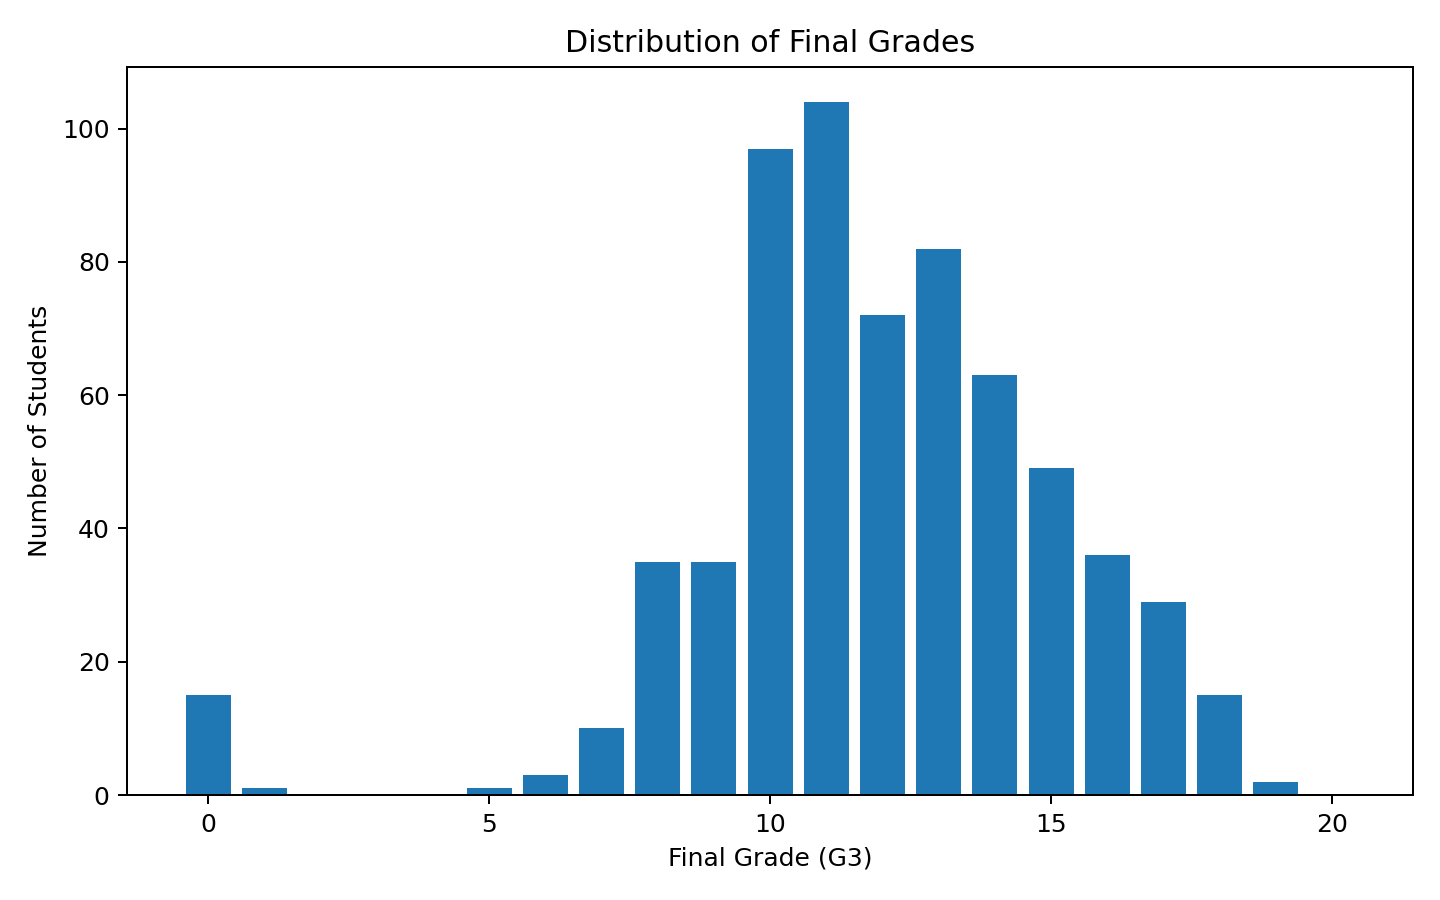 Distribution of Final Grades
100
80
60
40
20
0
Number of Students
0 5 10 15 20
Final Grade (G3)